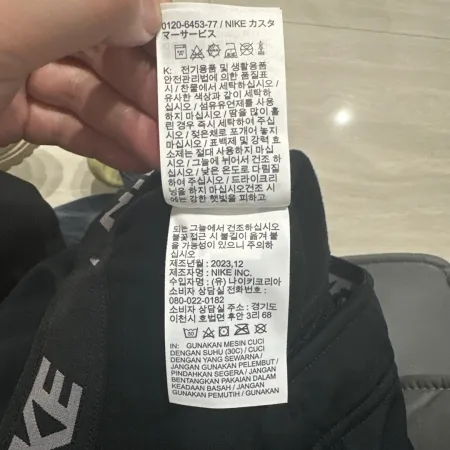 0120-6453-77 / NIKE カスタ
マーサービス
K: 전기용품 및 생활용품
안전관리법에 의한 품질표
시 / 찬물에서 세탁하십시오 /
유사한 색상과 같이 세탁하
십시오 / 섬유유연제를 사용
하지 마십시오 / 땀을 많이 흘
린 경우 즉시 세탁하여 주십
시오 / 젖은채로 포개어 놓지
마십시오 / 표백제 및 강력 효
소제는 절대 사용하지 마십
시오 / 그늘에 뉘어서 건조 하
십시오 / 낮은 온도로 다림질
하여 주십시오 / 드라이크리
닝을 하지 마십시오건조 시
에는 강한 햇빛을 피하고
되는 그늘에서 건조하십시오
불꽃접근 시 불길이 옮겨 붙
을 가능성이 있으니 주의하
십시오
제조년월 : 2023,12
제조자명 : NIKE INC.
수입자명 : (유) 나이키코리아
소비자 상담실 전화번호 :
080-022-0182
소비자 상담실 주소: 경기도
이천시 호법면 후안 3리 68
30
IN: GUNAKAN MESIN CUCI
DENGAN SUHU (30C) / CUCI
DENGAN YANG SEWARNA /
JANGAN GUNAKAN PELEMBUT /
PINDAHKAN SEGERA / JANGAN
BENTANGKAN PAKAIAN DALAM
KEADAAN BASAH / JANGAN
GUNAKAN PEMUTIH / GUNAKAN
KE